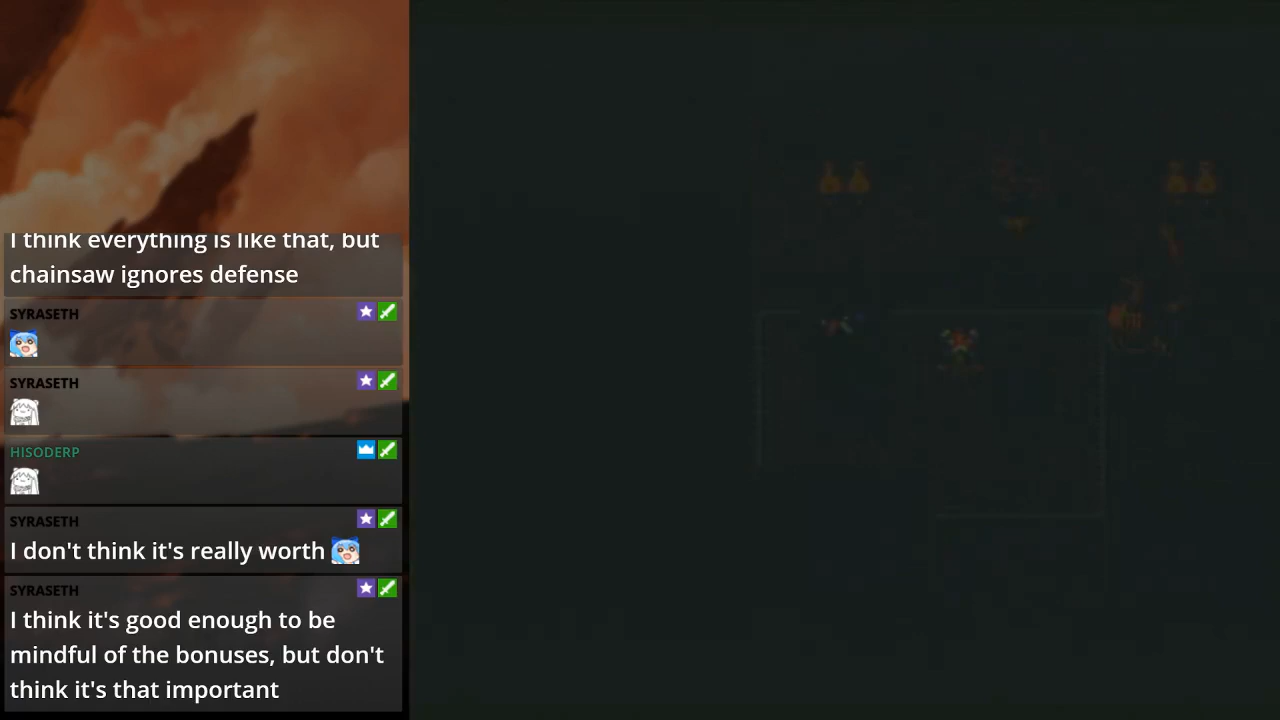 I think everything is like that, but
chainsaw ignores defense
SYRASETH
SYRASETH
HISODERP
SYRASETH
I don't think it's really worth
SYRASETH
I think it's good enough to be
mindful of the bonuses, but don't
think it's that important